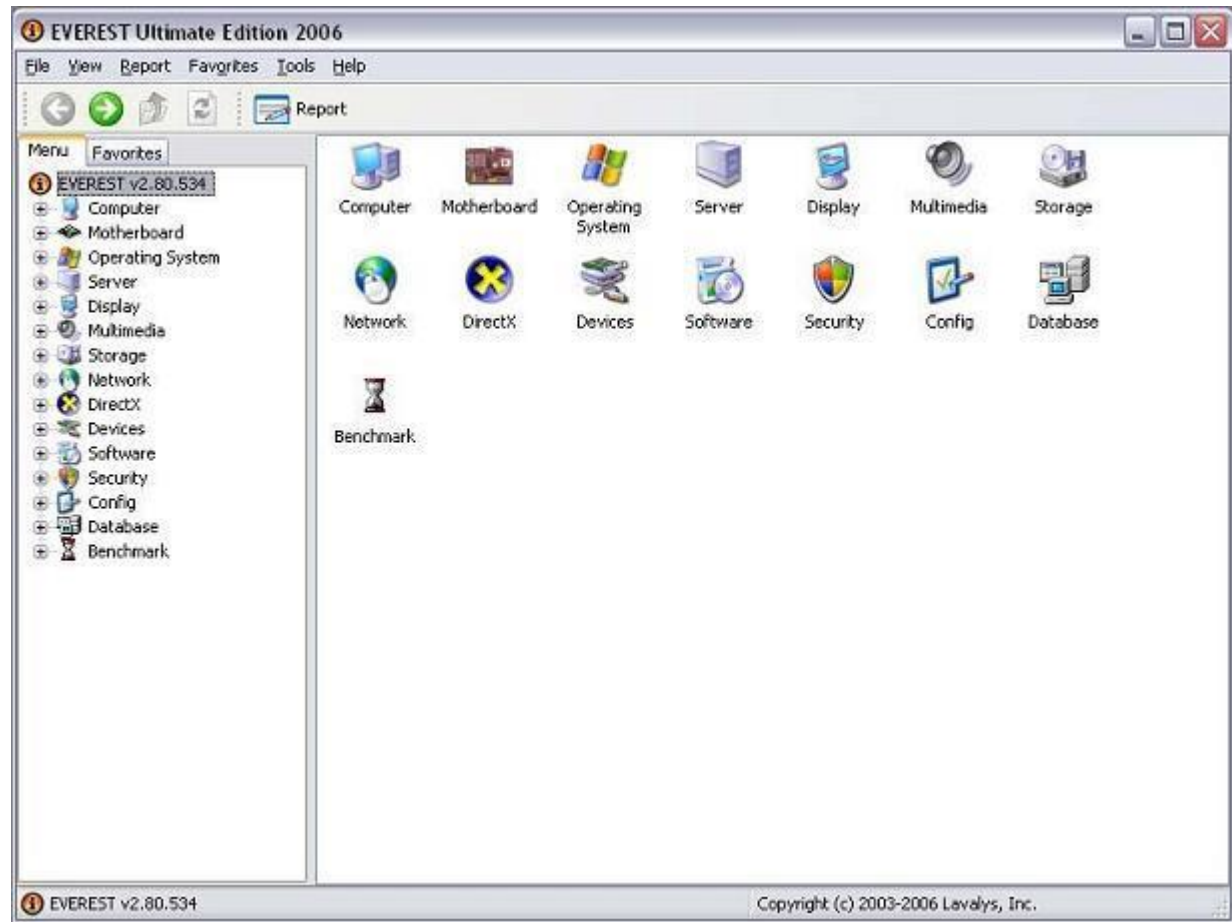 EVEREST Ultimate Edition 2006
File View Report Favorites Tools Help
Report
Menu Favorites
EVEREST v2.80.534
Computer
Motherboard
Operating System
Server
Display
Multimedia
Storage
Network
DirectX
Devices
Software
Security
Config
Database
Benchmark
Computer Motherboard Operating System Server Display Multimedia Storage
Network DirectX Devices Software Security Config Database
Benchmark
EVEREST v2.80.534 Copyright (c) 2003-2006 Lavalys, Inc.